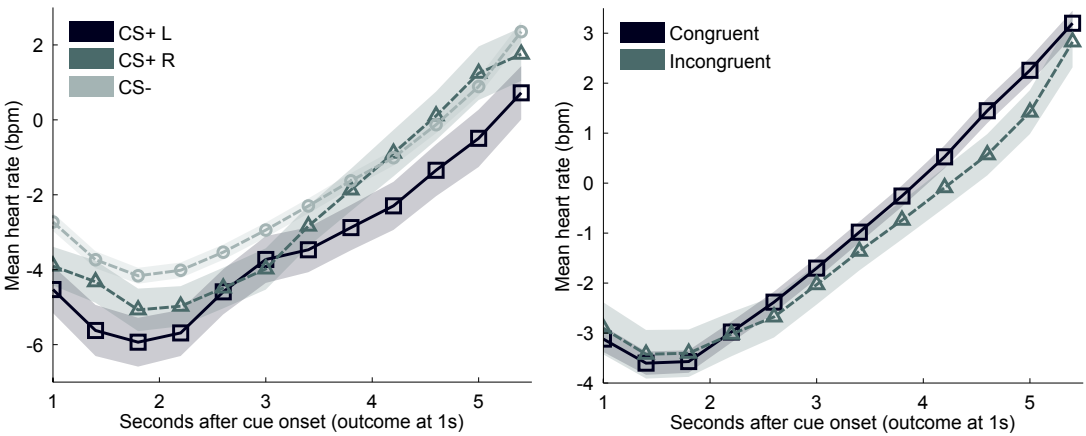 CS+ L
CS+ R
CS-
2
0
-2
-4
-6
Mean heart rate (bpm)
1 2 3 4 5
Seconds after cue onset (outcome at 1s)
Congruent
Incongruent
3
2
1
0
-1
-2
-3
-4
Mean heart rate (bpm)
1 2 3 4 5
Seconds after cue onset (outcome at 1s)